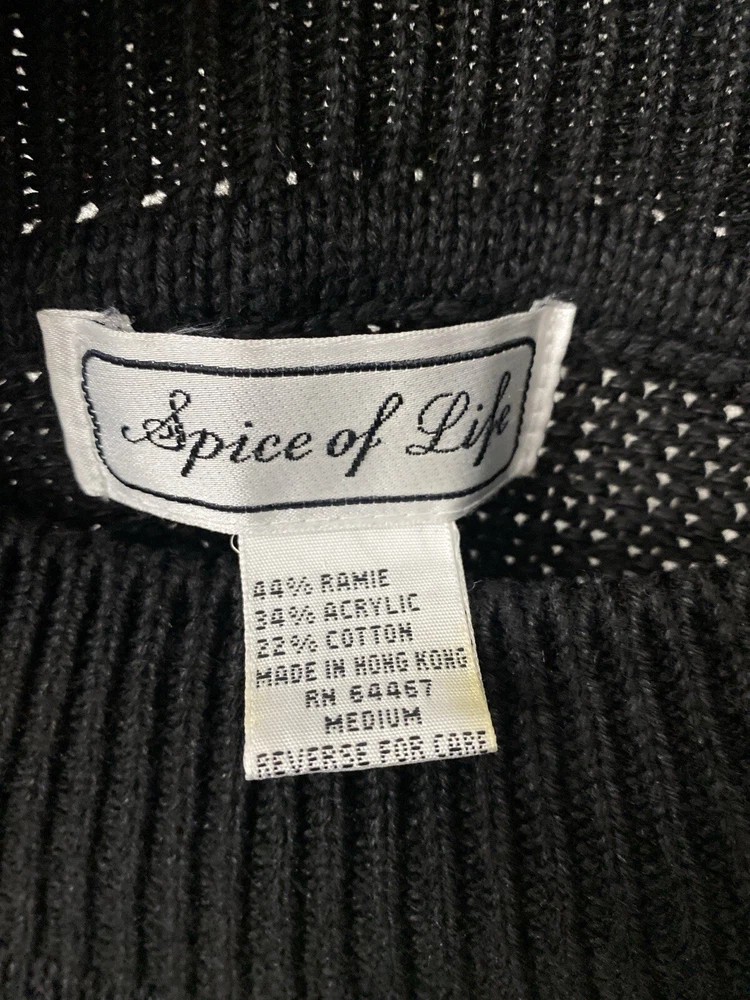 Spice of Life
44% RAMIE
34% ACRYLIC
22% COTTON
MADE IN HONG KONG
RN 64467
MEDIUM
REVERSE FOR CARE